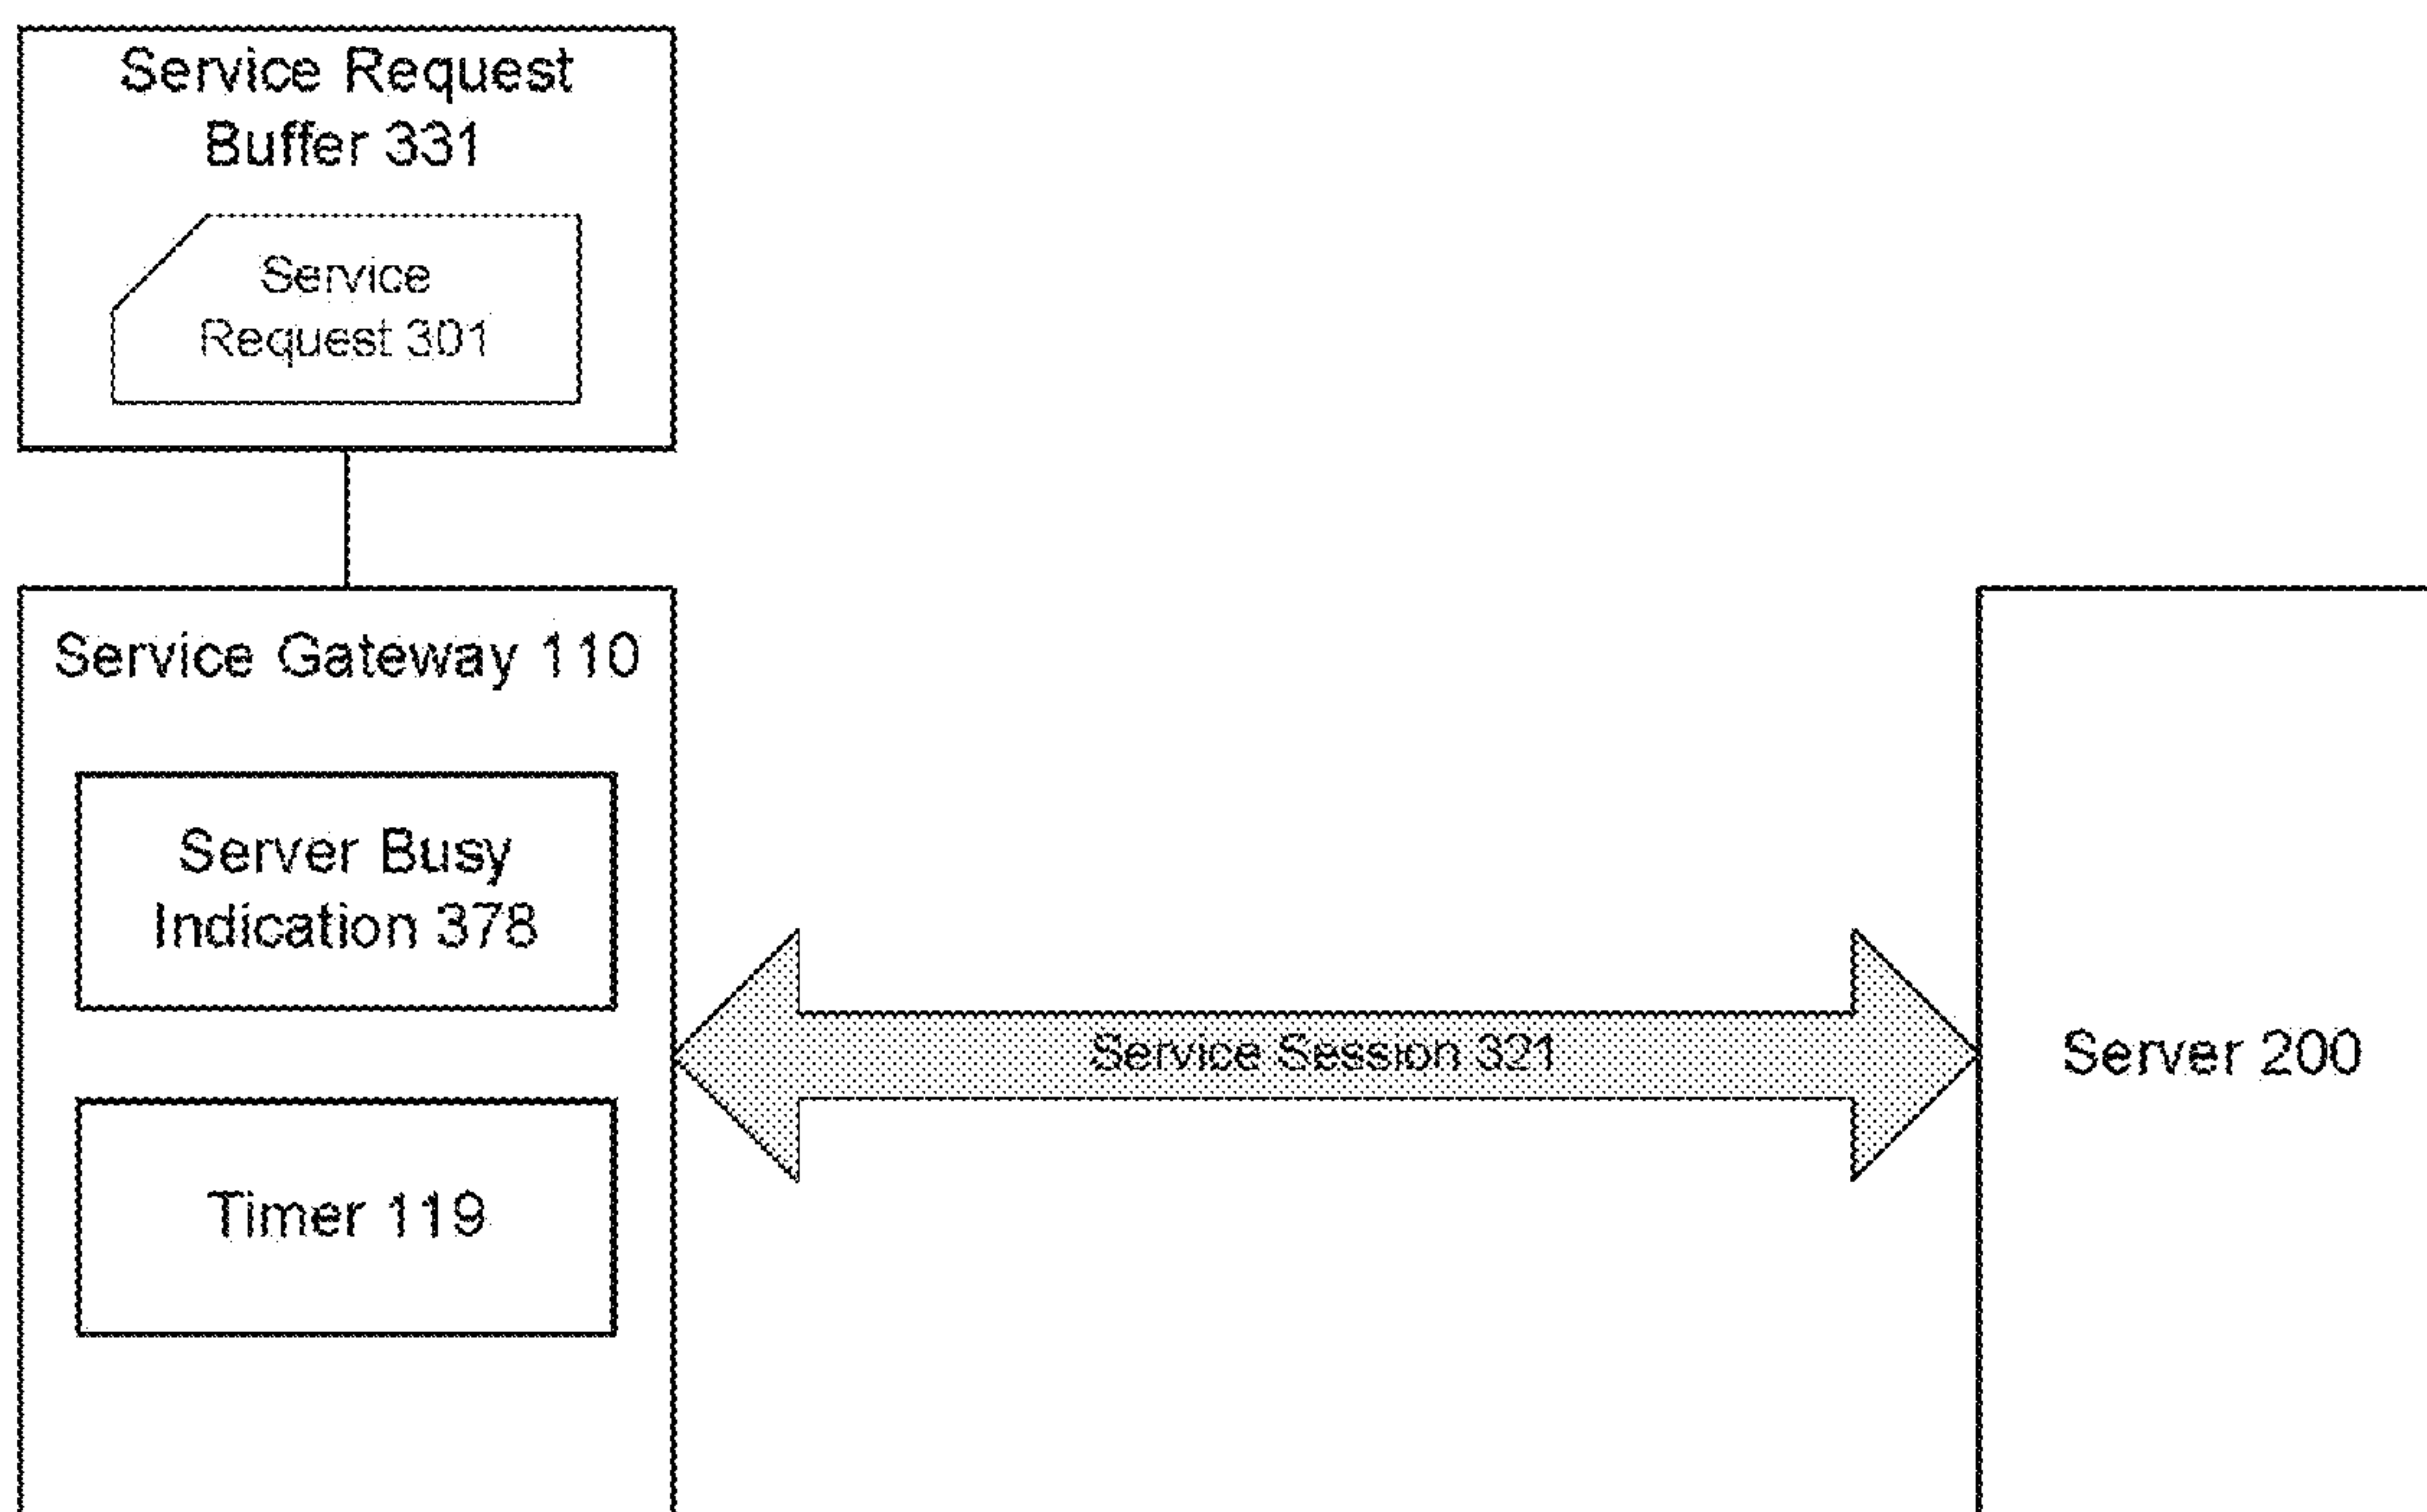 Service Request
Buffer 331
Service
Request 301
Service Gateway 110
Server Busy
Indication 378
Service Session 321
Server 200
Timer 119